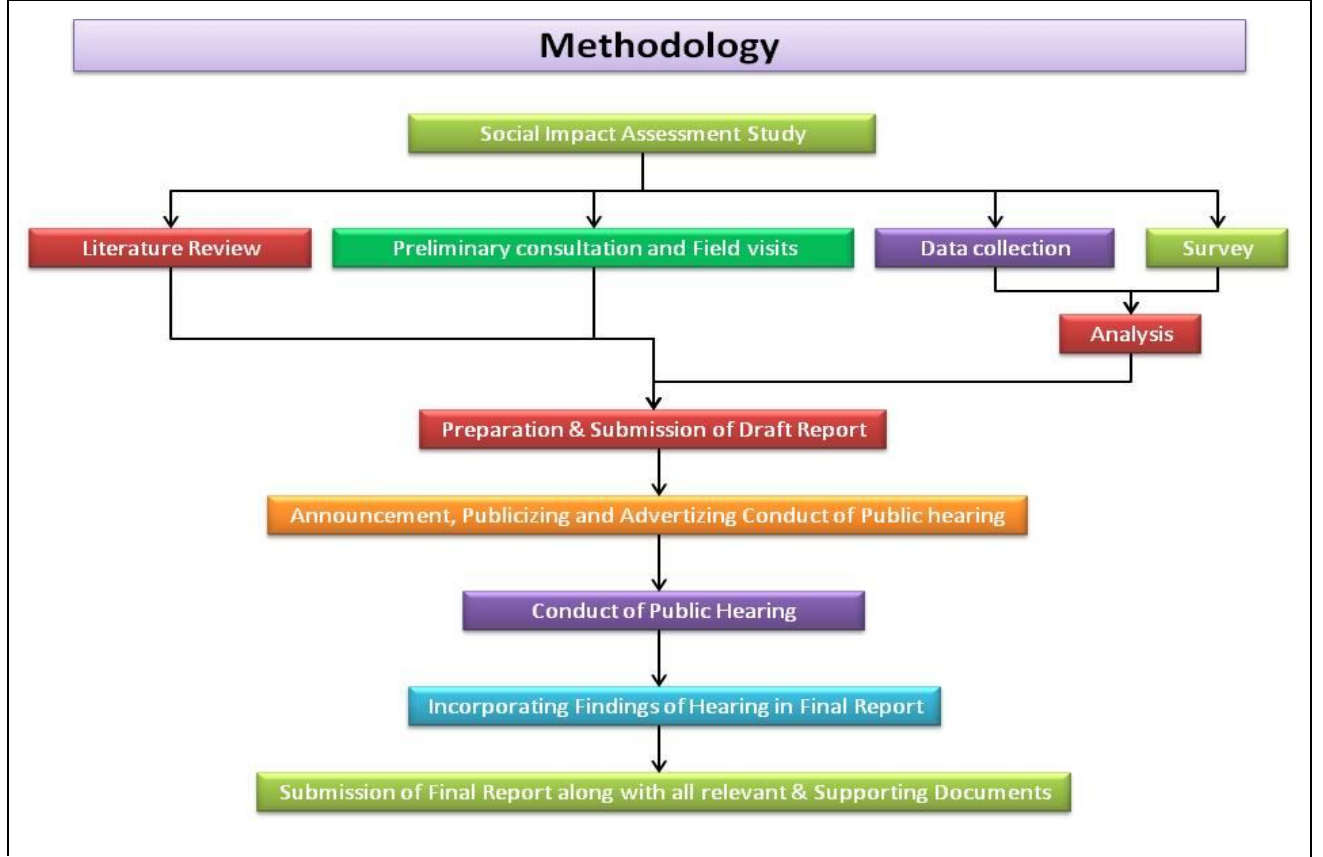 Methodology
Social Impact Assessment Study
Literature Review
Preliminary consultation and Field visits
Data collection
Survey
Analysis
Preparation & Submission of Draft Report
Announcement, Publicizing and Advertizing Conduct of Public hearing
Conduct of Public Hearing
Incorporating Findings of Hearing in Final Report
Submission of Final Report along with all relevant & Supporting Documents